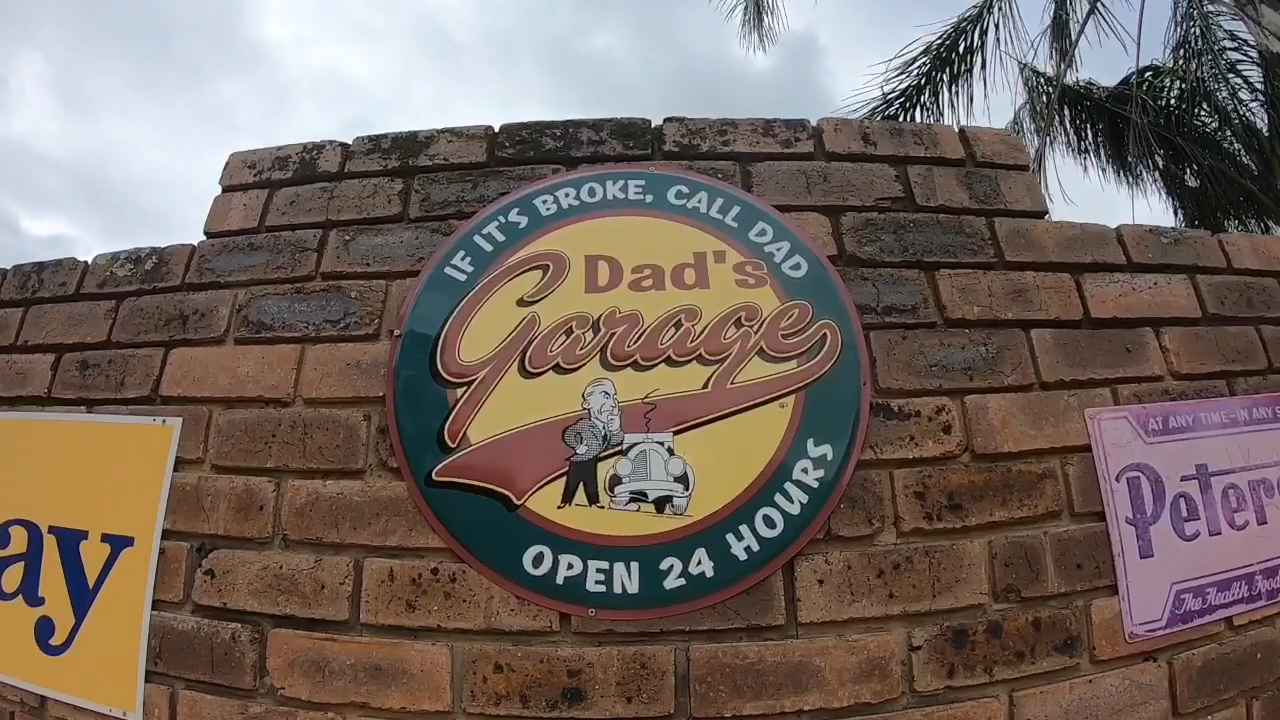 IF IT'S BROKE, CALL DAD
Dad's
Garage
OPEN 24 HOURS
ay
AT ANY TIME-IN ANY
Peter
The Health Food